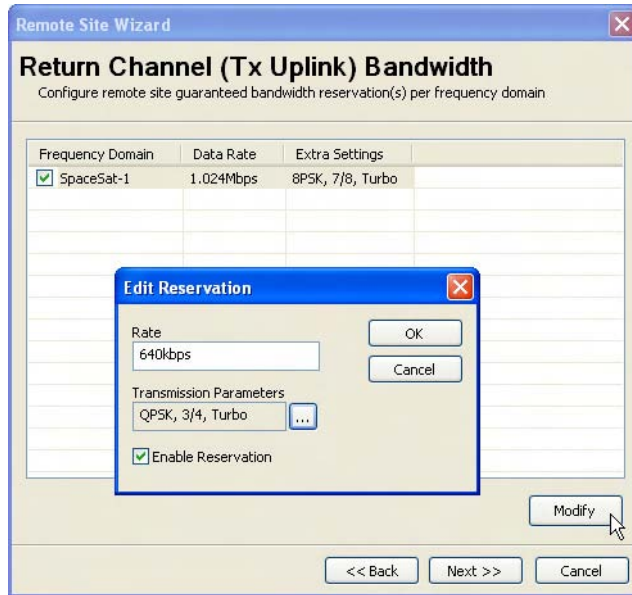 Remote Site Wizard
Return Channel (Tx Uplink) Bandwidth
Configure remote site guaranteed bandwidth reservation(s) per frequency domain
Frequency Domain Data Rate Extra Settings
SpaceSat-1 1.024Mbps 8PSK, 7/8, Turbo
Edit Reservation
Rate
640kbps
OK
Cancel
Transmission Parameters
QPSK, 3/4, Turbo ...
Enable Reservation
Modify
<< Back Next >> Cancel